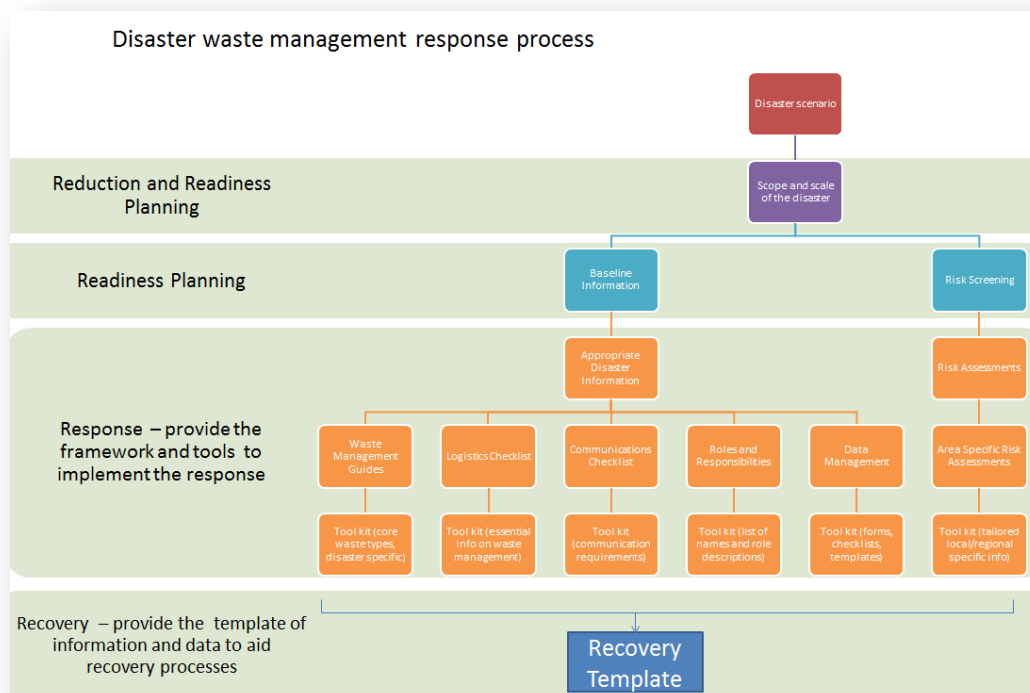 Disaster waste management response process
Disaster scenario
Reduction and Readiness
Planning
Scope and scale
of the disaster
Readiness Planning
Baseline
Information
Risk Screening
Response – provide the
framework and tools to
implement the response
Appropriate
Disaster
Information
Risk Assessments
Waste
Management
Guides
Logistics Checklist
Communications
Checklist
Roles and
Responsibilities
Data
Management
Area Specific Risk
Assessments
Tool kit (core
waste types,
disaster specific)
Tool kit (essential
info on waste
management)
Tool kit
(communication
requirements)
Tool kit (list of
names and role
descriptions)
Tool kit (forms,
checklists,
templates)
Tool kit (tailored
local/regional
specific info)
Recovery – provide the template of
information and data to aid
recovery processes
Recovery
Template